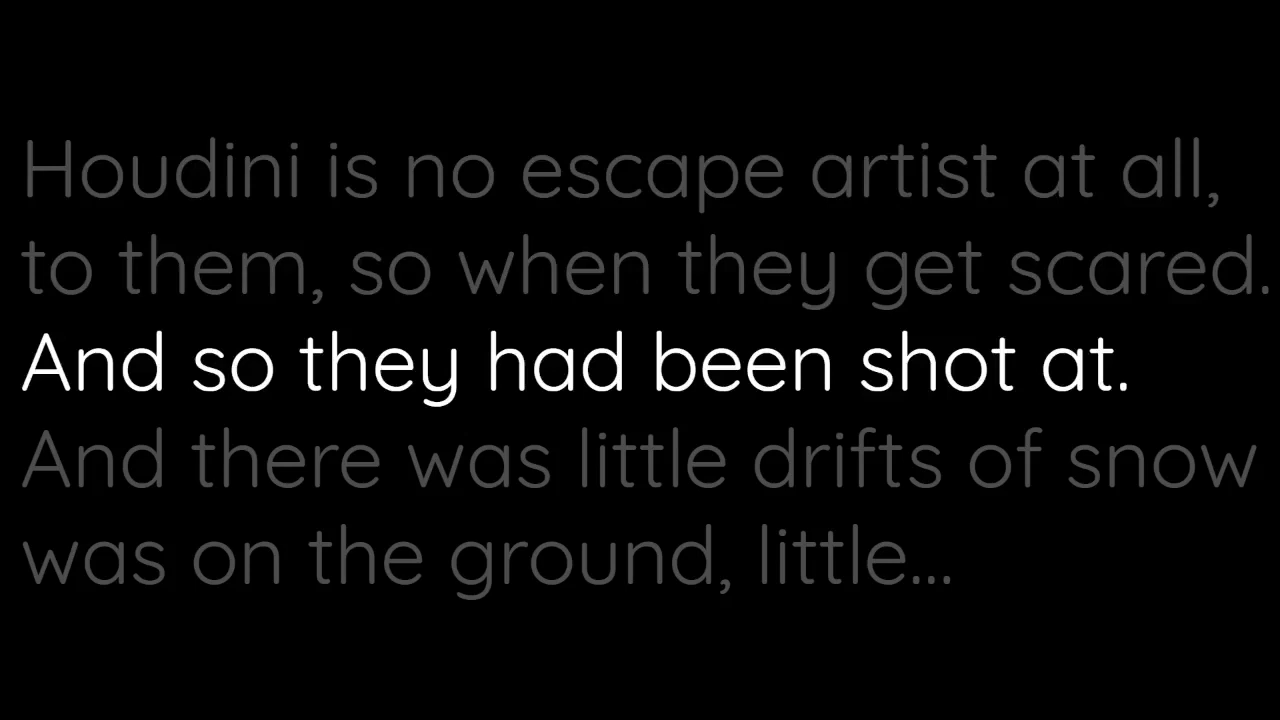 Houdini is no escape artist at all,
to them, so when they get scared.
And so they had been shot at.
And there was little drifts of snow
was on the ground, little...